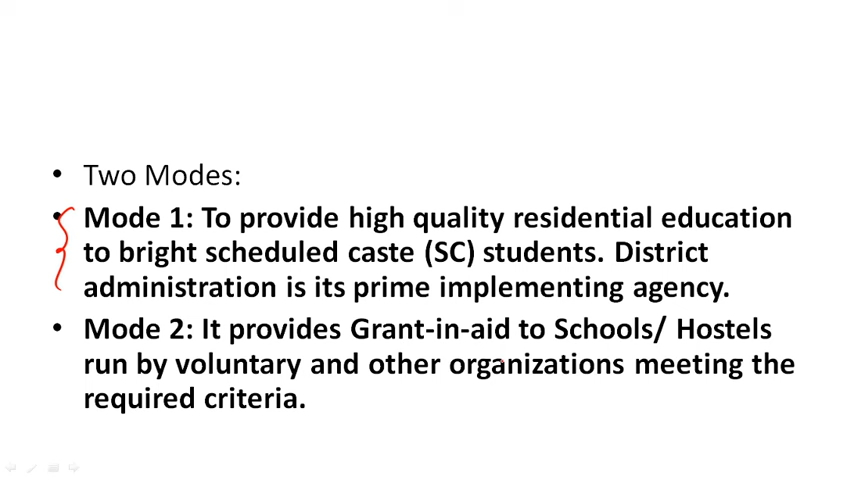 • Two Modes:
• Mode 1: To provide high quality residential education
to bright scheduled caste (SC) students. District
administration is its prime implementing agency.
• Mode 2: It provides Grant-in-aid to Schools/ Hostels
run by voluntary and other organizations meeting the
required criteria.